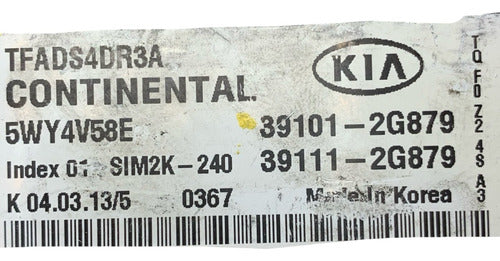 TFADS4DR3A
KIA
CONTINENTAL
5WY4V58E 39101-2G879
Index 01 SIM2K-240 39111-2G879
K 04.03.13/5 0367 Made In Korea
TQ F0 Z2 4S A3